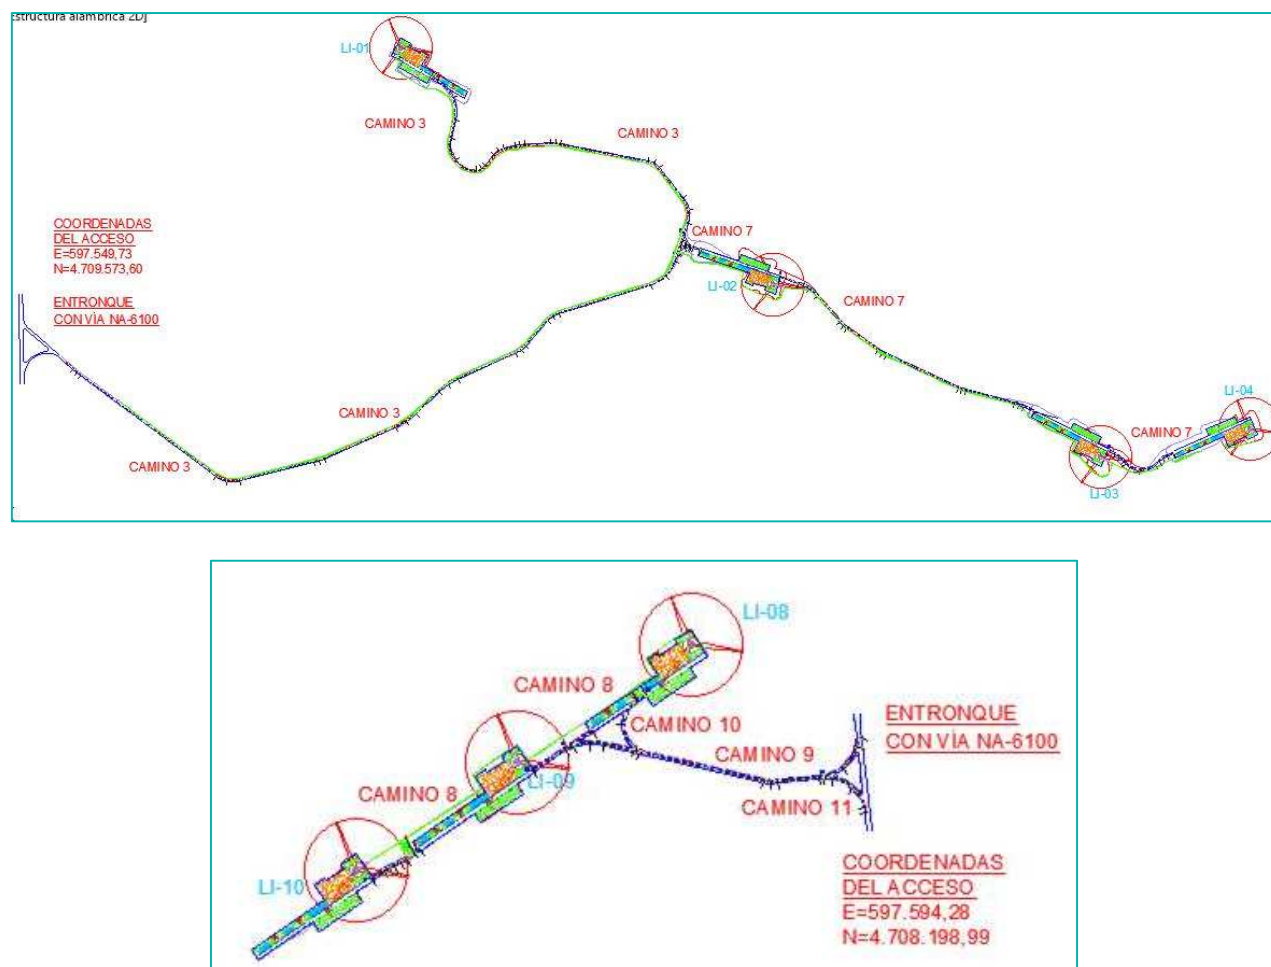 Estructura alámbrica 2D]
LI-01
CAMINO 3
CAMINO 3
COORDENADAS
DEL ACCESO
E=597.549,73
N=4.709.573,60
ENTRONQUE
CON VÌA NA-6100
CAMINO 7
LI-02
CAMINO 7
CAMINO 3
CAMINO 3
LI-04
CAMINO 7
LI-03
LI-08
CAMINO 8
CAMINO 10
ENTRONQUE
CON VÌA NA-6100
CAMINO 9
LI-09
CAMINO 8
CAMINO 11
LI-10
COORDENADAS
DEL ACCESO
E=597.594,28
N=4.708.198,99